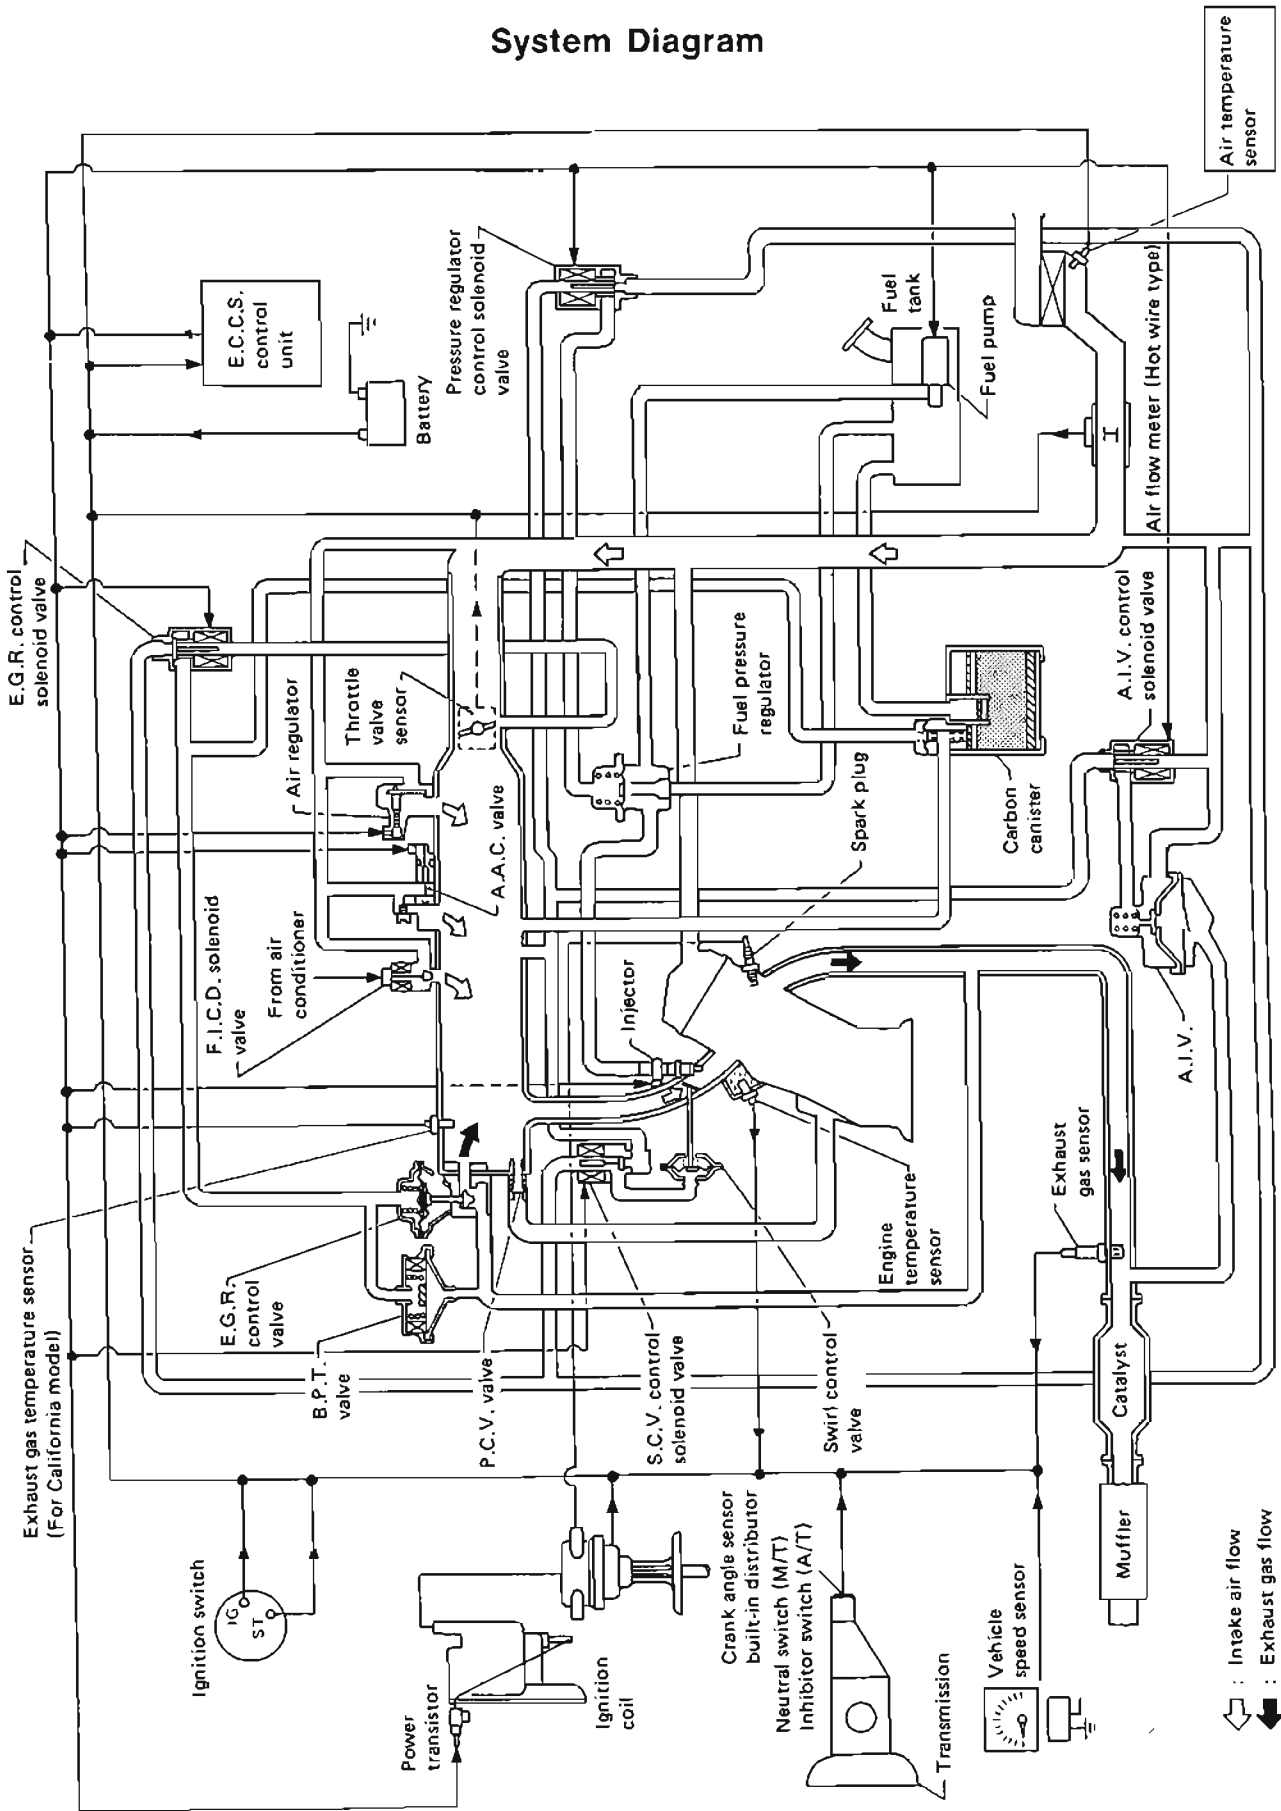 System Diagram
Air temperature
sensor
E.G.R. control
solenoid valve
E.C.C.S.
control
unit
Battery
Pressure regulator
control solenoid
valve
Fuel
tank
Fuel pump
Air flow meter (Hot wire type)
Throttle
valve
sensor
Air regulator
A.A.C. valve
Fuel pressure
regulator
Spark plug
Carbon
canister
A.I.V. control
solenoid valve
From air
conditioner
F.I.C.D. solenoid
valve
Injector
A.I.V.
Exhaust gas temperature sensor
(For California model)
E.G.R.
control
valve
B.P.T.
valve
P.C.V. valve
S.C.V. control
solenoid valve
Swirl control
valve
Engine
temperature
sensor
Exhaust
gas sensor
Catalyst
Muffler
Ignition switch
IG
ST
Power
transistor
Ignition
coil
Crank angle sensor
built-in distributor
Neutral switch (M/T)
Inhibitor switch (A/T)
Transmission
Vehicle
speed sensor
: Intake air flow
: Exhaust gas flow